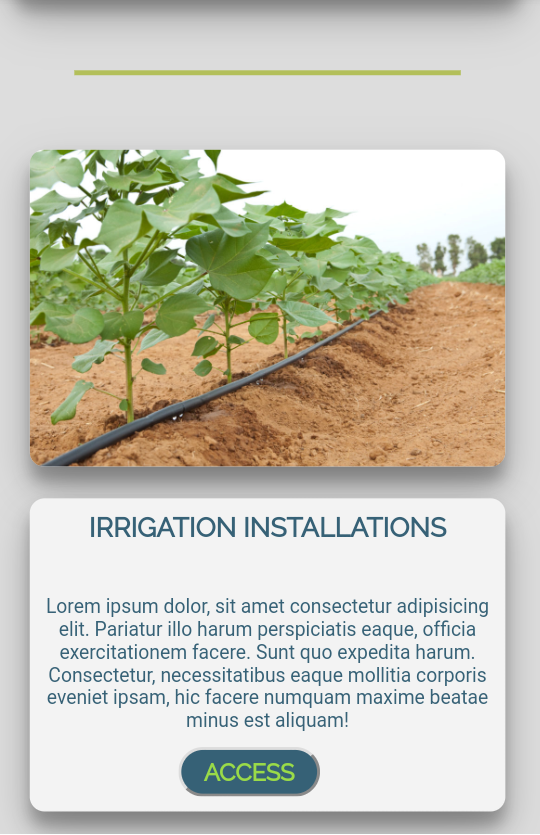 IRRIGATION INSTALLATIONS
Lorem ipsum dolor, sit amet consectetur adipisicing
elit. Pariatur illo harum perspiciatis eaque, officia
exercitationem facere. Sunt quo expedita harum.
Consectetur, necessitatibus eaque mollitia corporis
eveniet ipsam, hic facere numquam maxime beatae
minus est aliquam!
ACCESS